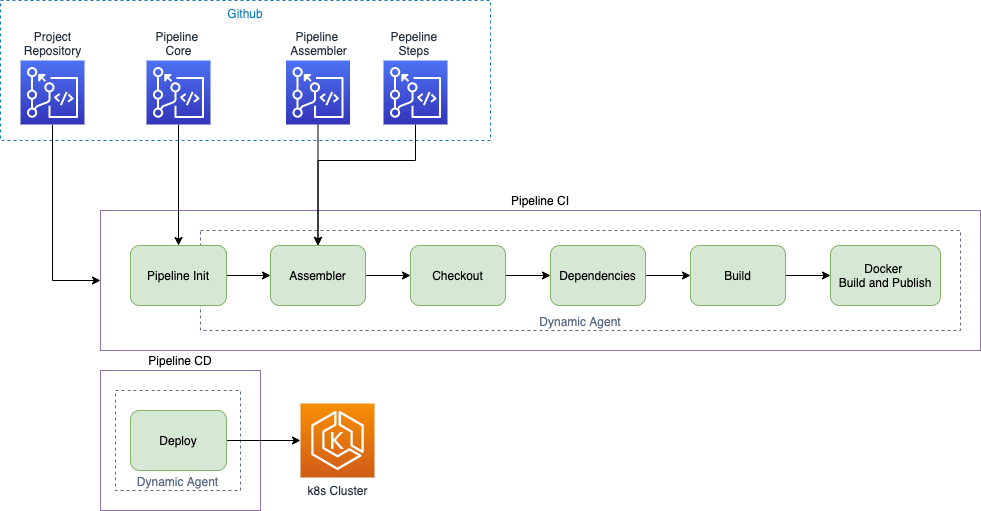 Github
Project
Repository
Pipeline
Core
Pipeline
Assembler
Pepeline
Steps
</>
</>
</>
</>
Pipeline CI
Pipeline Init
Assembler
Checkout
Dependencies
Build
Docker
Build and Publish
Dynamic Agent
Pipeline CD
Deploy
Dynamic Agent
K
k8s Cluster